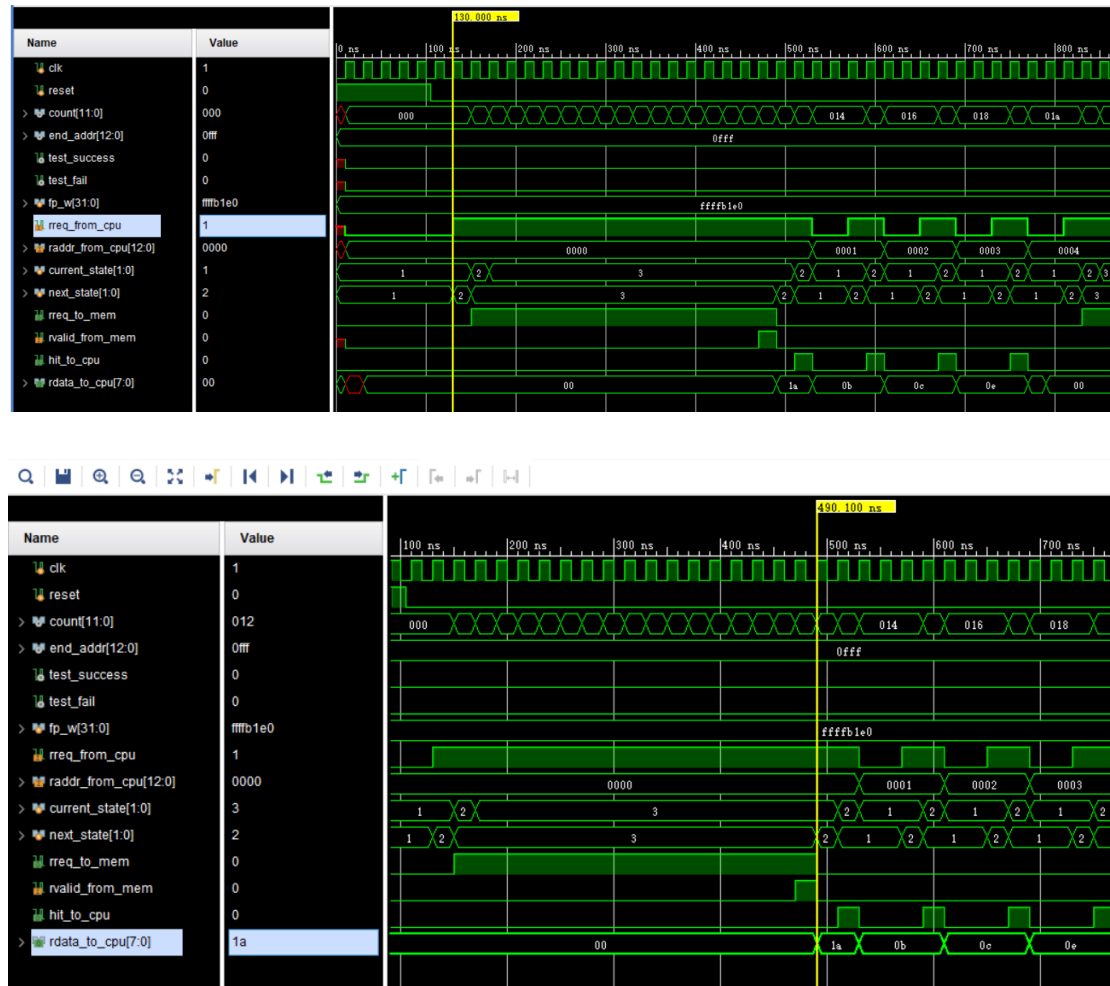 130.000 ns
Name Value
0 ns 100 ns 200 ns 300 ns 400 ns 500 ns 600 ns 700 ns 800 ns
clk 1
reset 0
count[11:0] 000 000 014 016 018 01a
end_addr[12:0] 0fff 0fff
test_success 0
test_fail 0
fp_w[31:0] ffffb1e0 ffffb1e0
rreq_from_cpu 1
raddr_from_cpu[12:0] 0000 0000 0001 0002 0003 0004
current_state[1:0] 1 1 2 3 2 1 2 1 2 1 2 1 2 3
next_state[1:0] 2 1 2 3 2 1 2 1 2 1 2 1 2 3
rreq_to_mem 0
rvalid_from_mem 0
hit_to_cpu 0
rdata_to_cpu[7:0] 00 00 1a 0b 0c 0e 00
490.100 ns
Name Value
100 ns 200 ns 300 ns 400 ns 500 ns 600 ns 700 ns
clk 1
reset 0
count[11:0] 012 000 014 016 018
end_addr[12:0] 0fff 0fff
test_success 0
test_fail 0
fp_w[31:0] ffffb1e0 ffffb1e0
rreq_from_cpu 1
raddr_from_cpu[12:0] 0000 0000 0001 0002 0003
current_state[1:0] 3 1 2 3 2 1 2 1 2 1 2
next_state[1:0] 2 1 2 3 2 1 2 1 2 1 2
rreq_to_mem 0
rvalid_from_mem 0
hit_to_cpu 0
rdata_to_cpu[7:0] 1a 00 1a 0b 0c 0e